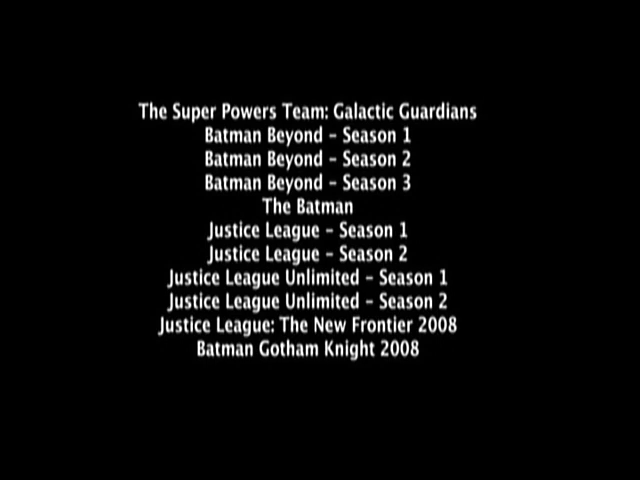 The Super Powers Team: Galactic Guardians
Batman Beyond - Season 1
Batman Beyond - Season 2
Batman Beyond - Season 3
The Batman
Justice League - Season 1
Justice League - Season 2
Justice League Unlimited - Season 1
Justice League Unlimited - Season 2
Justice League: The New Frontier 2008
Batman Gotham Knight 2008